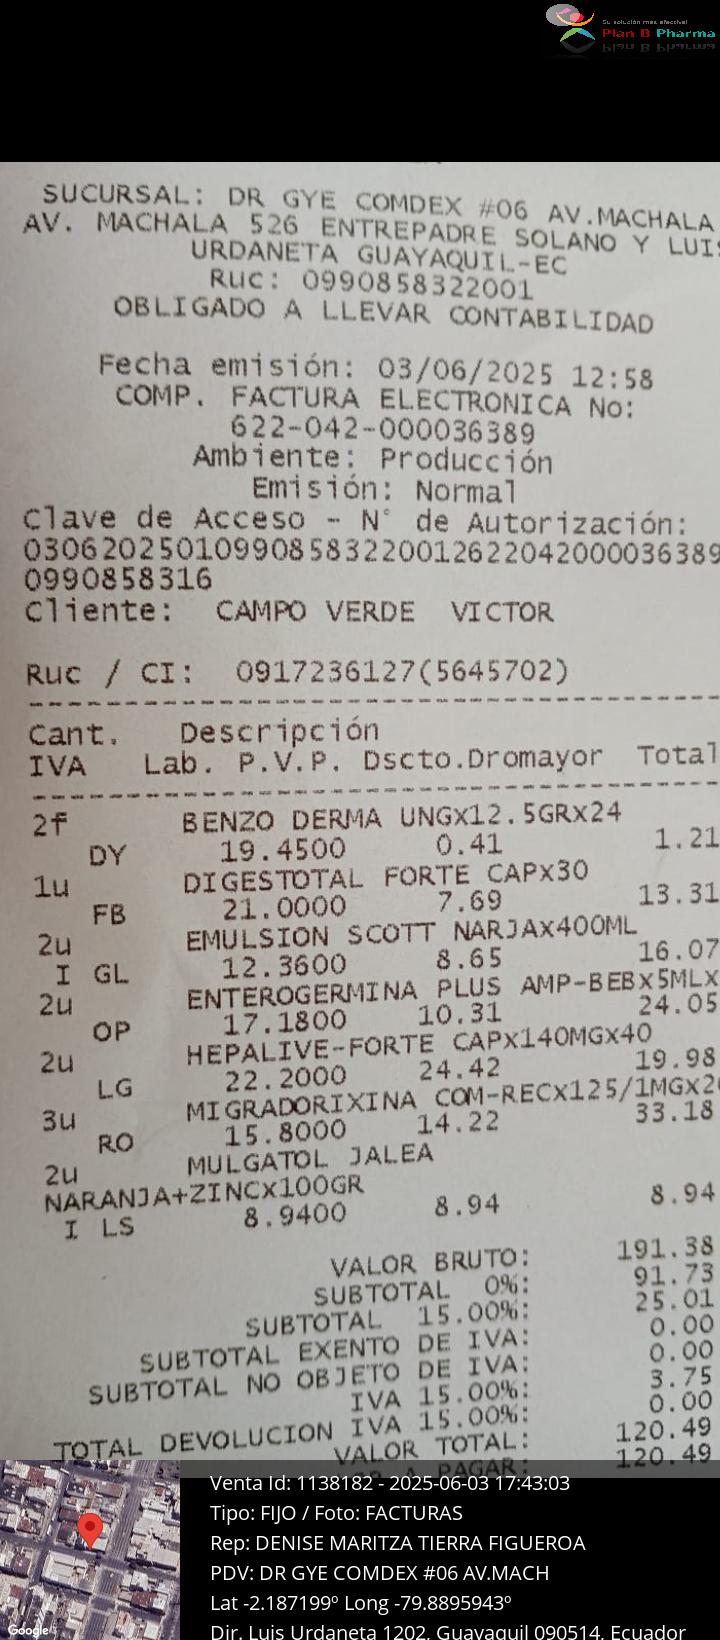 Su solución más efectiva!
Plan B Pharma
SUCURSAL: DR GYE COMDEX #06 AV.MACHALA
AV. MACHALA 526 ENTREPADRE SOLANO Y LUIS
URDANETA GUAYAQUIL-EC
Ruc: 0990858322001
OBLIGADO A LLEVAR CONTABILIDAD
Fecha emisión: 03/06/2025 12:58
COMP. FACTURA ELECTRONICA No:
622-042-000036389
Ambiente: Producción
Emisión: Normal
Clave de Acceso - N° de Autorización:
030620250109908583220012622042000036389
0990858316
Cliente: CAMPO VERDE VICTOR
Ruc / CI: 0917236127(5645702)
Cant. Descripción
IVA Lab. P.V.P. Dscto.Dromayor Total
2f BENZO DERMA UNGx12.5GRx24
DY 19.4500 0.41 1.21
1u DIGESTOTAL FORTE CAPx30
FB 21.0000 7.69 13.31
2u EMULSION SCOTT NARJAx400ML
I GL 12.3600 8.65 16.07
2u ENTEROGERMINA PLUS AMP-BEBx5MLx
OP 17.1800 10.31 24.05
2u HEPALIVE-FORTE CAPx140MGx40
LG 22.2000 24.42 19.98
3u MIGRADORIXINA COM-RECx125/1MGx20
RO 15.8000 14.22 33.18
2u MULGATOL JALEA
NARANJA+ZINCx100GR
I LS 8.9400 8.94 8.94
VALOR BRUTO: 191.38
SUBTOTAL 0%: 91.73
SUBTOTAL 15.00%: 25.01
SUBTOTAL EXENTO DE IVA: 0.00
SUBTOTAL NO OBJETO DE IVA: 0.00
IVA 15.00%: 3.75
TOTAL DEVOLUCION IVA 15.00%: 0.00
VALOR TOTAL: 120.49
A PAGAR: 120.49
Venta Id: 1138182 - 2025-06-03 17:43:03
Tipo: FIJO / Foto: FACTURAS
Rep: DENISE MARITZA TIERRA FIGUEROA
PDV: DR GYE COMDEX #06 AV.MACH
Lat -2.187199º Long -79.8895943º
Dir. Luis Urdaneta 1202, Guayaquil 090514, Ecuador
Google